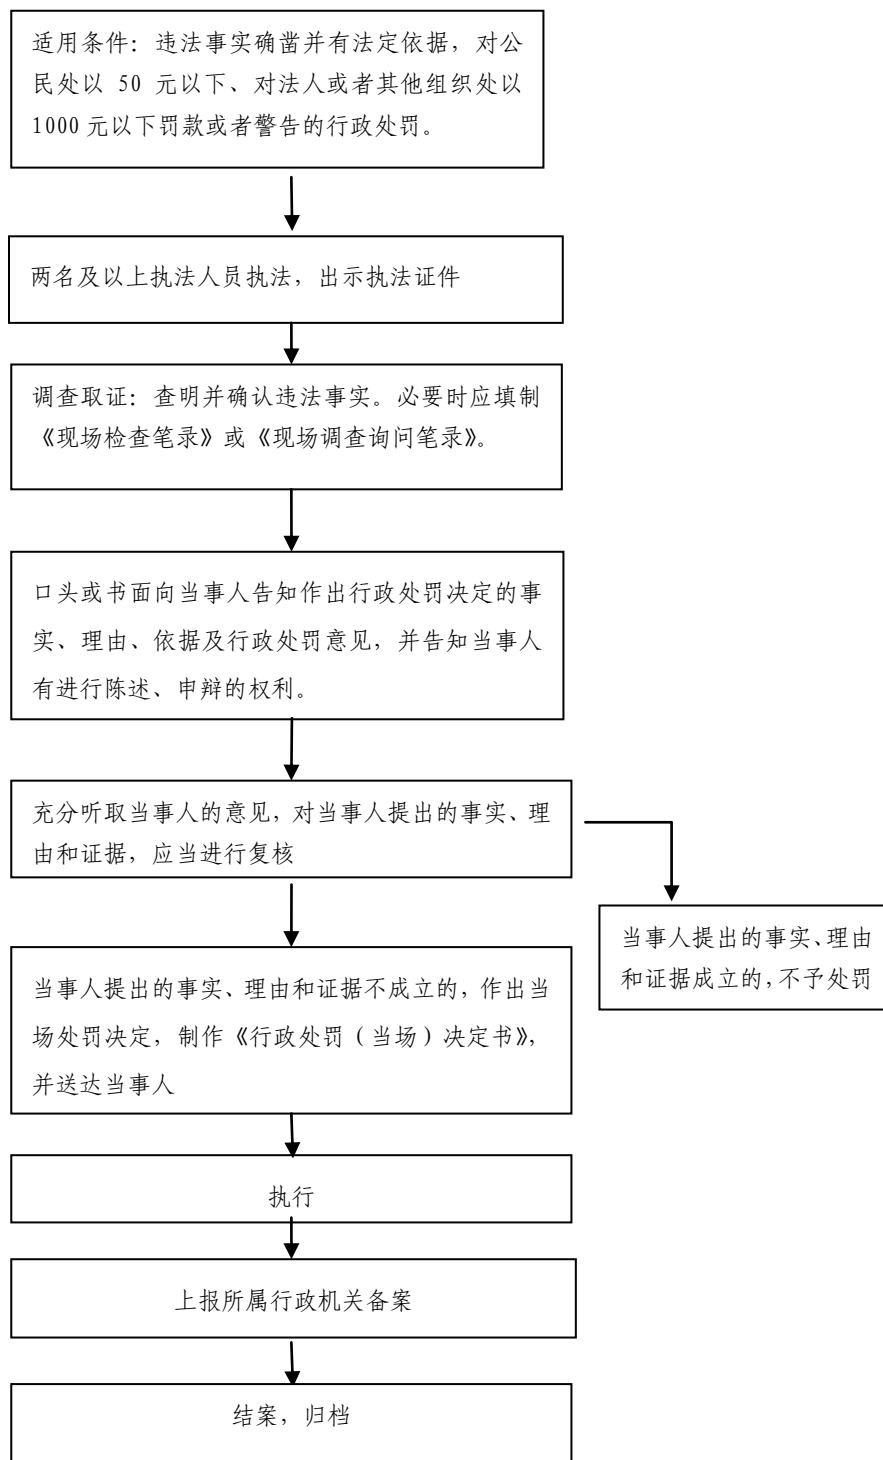 适用条件：违法事实确凿并有法定依据，对公
民处以 50 元以下、对法人或者其他组织处以
1000 元以下罚款或者警告的行政处罚。
两名及以上执法人员执法，出示执法证件
调查取证：查明并确认违法事实。必要时应填制
《现场检查笔录》或《现场调查询问笔录》。
口头或书面向当事人告知作出行政处罚决定的事
实、理由、依据及行政处罚意见，并告知当事人
有进行陈述、申辩的权利。
充分听取当事人的意见，对当事人提出的事实、理
由和证据，应当进行复核
当事人提出的事实、理由
和证据成立的，不予处罚
当事人提出的事实、理由和证据不成立的，作出当
场处罚决定，制作《行政处罚（当场）决定书》，
并送达当事人
执行
上报所属行政机关备案
结案，归档